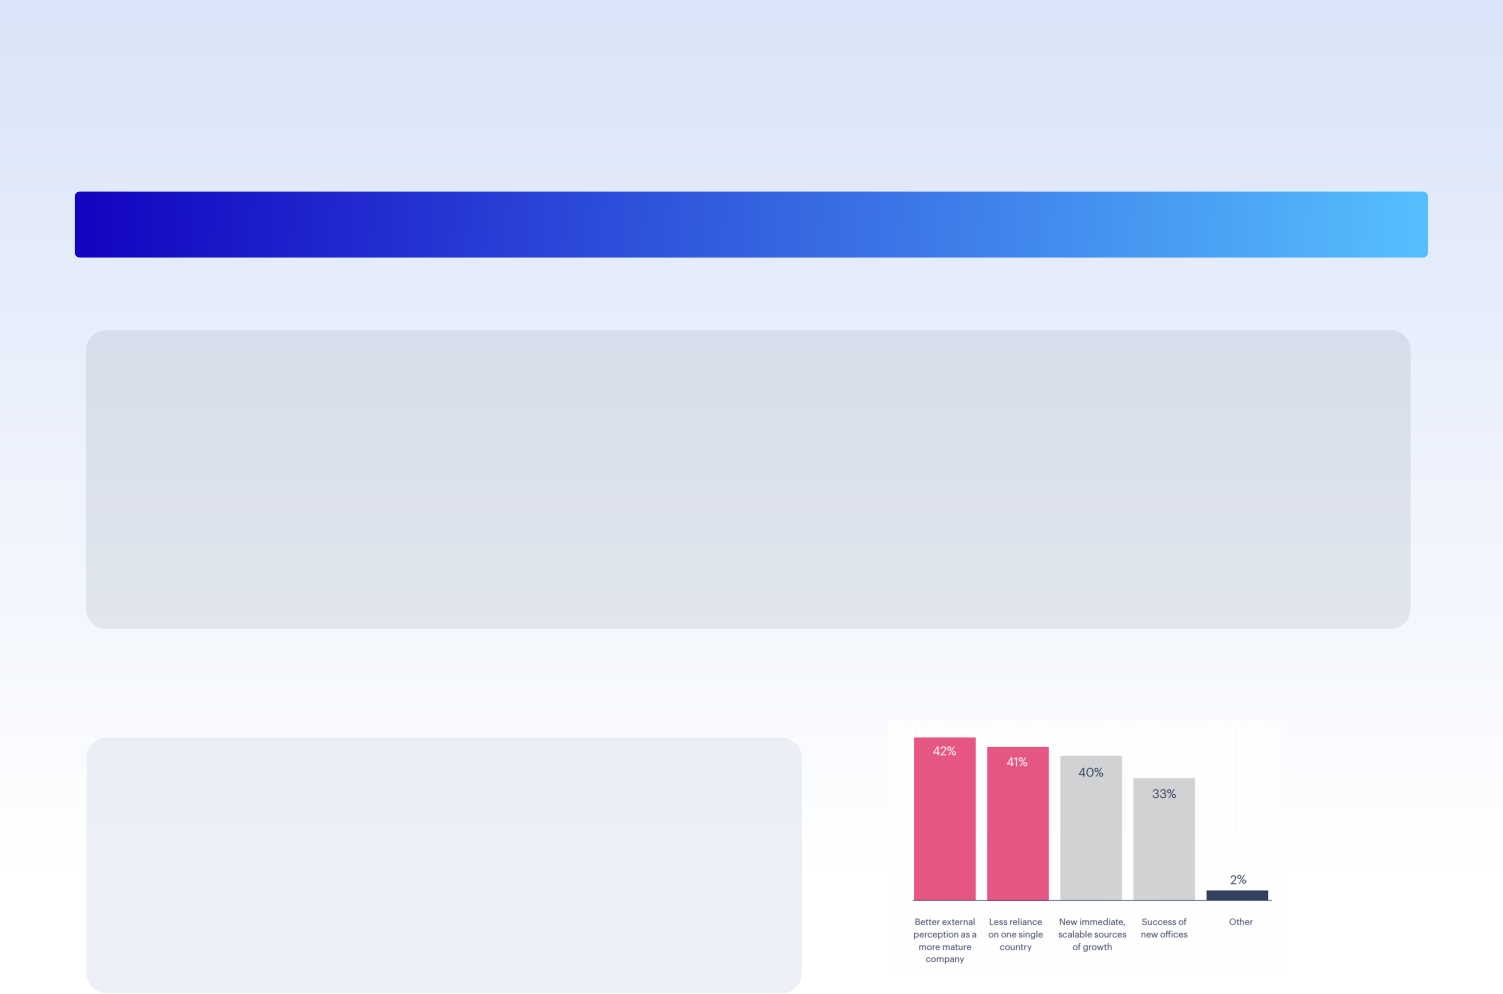 42%
41%
40%
33%
2%
Better external
perception as a
more mature
company
Less reliance
on one single
country
New immediate,
scalable sources
of growth
Success of
new offices
Other